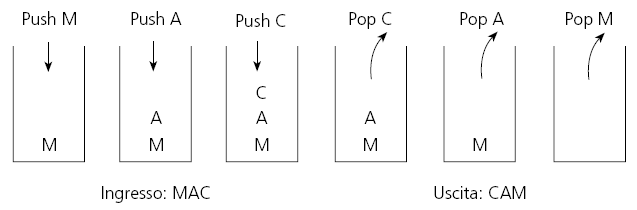 Push M Push A Push C Pop C Pop A Pop M
C
A A A
M M M M M
Ingresso: MAC Uscita: CAM